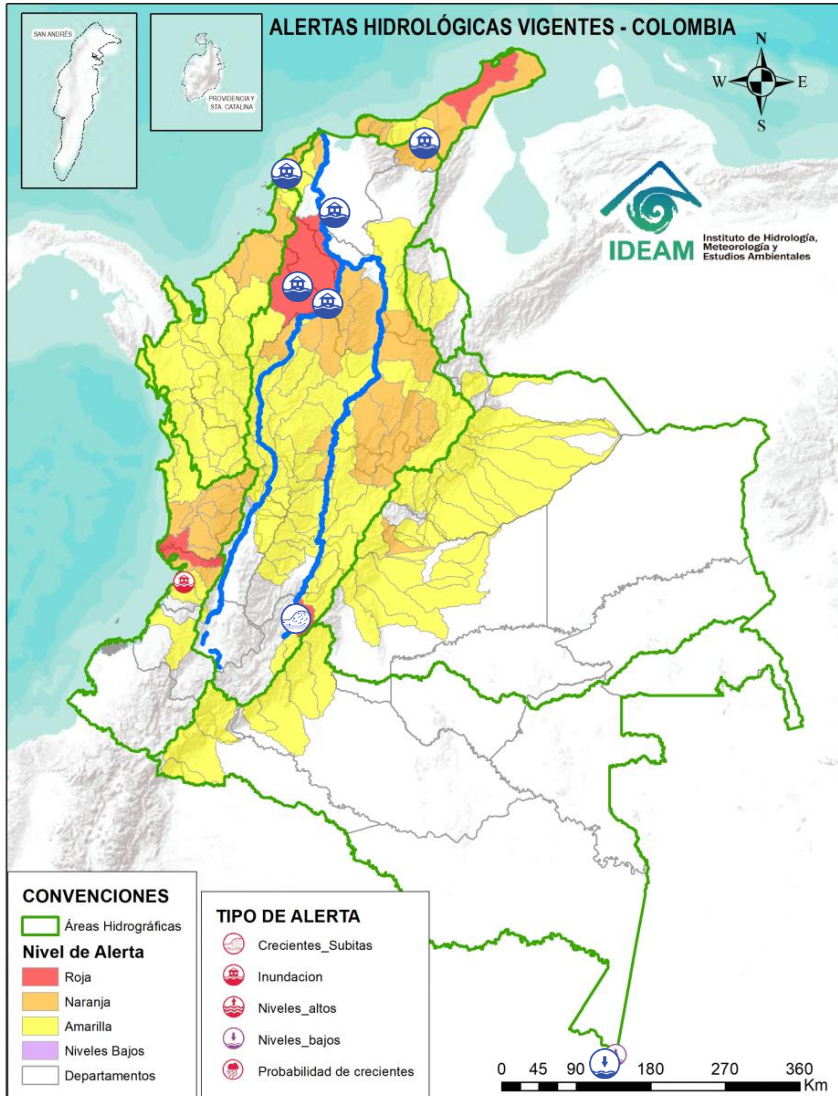 ALERTAS HIDROLÓGICAS VIGENTES - COLOMBIA
SAN ANDRÉS
PROVIDENCIA Y
STA. CATALINA
N
W
E
S
IDEAM
Instituto de Hidrología,
Meteorología y
Estudios Ambientales
CONVENCIONES
Áreas Hidrográficas
Nivel de Alerta
Roja
Naranja
Amarilla
Niveles Bajos
Departamentos
TIPO DE ALERTA
Crecientes_Subitas
Inundacion
Niveles_altos
Niveles_bajos
Probabilidad de crecientes
0 45 90 180 270 360
Km